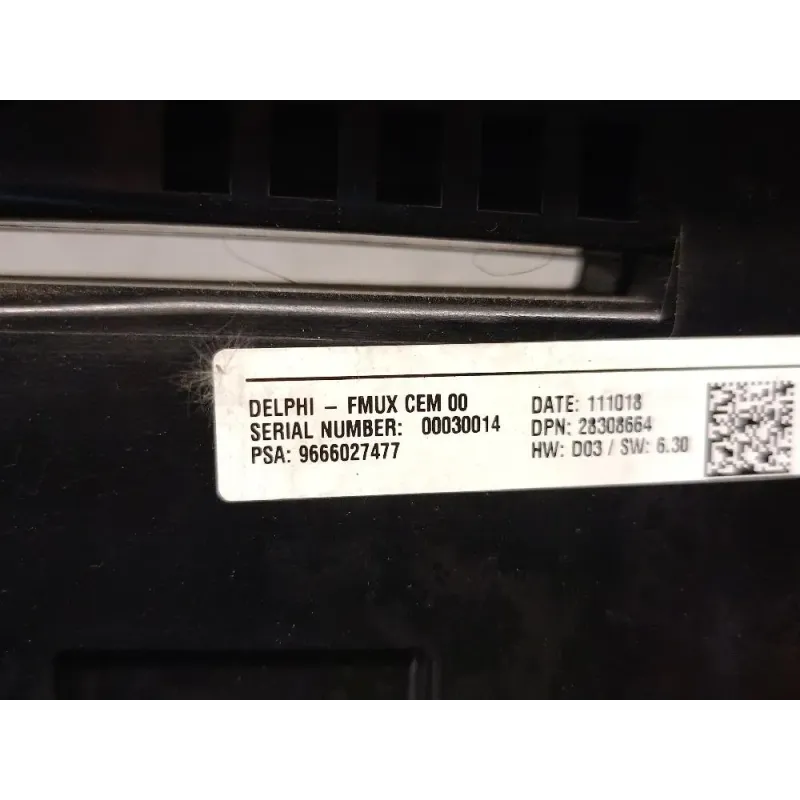 DELPHI – FMUX CEM 00
SERIAL NUMBER: 00030014
PSA: 9666027477
DATE: 111018
DPN: 28308664
HW: D03 / SW: 6.30